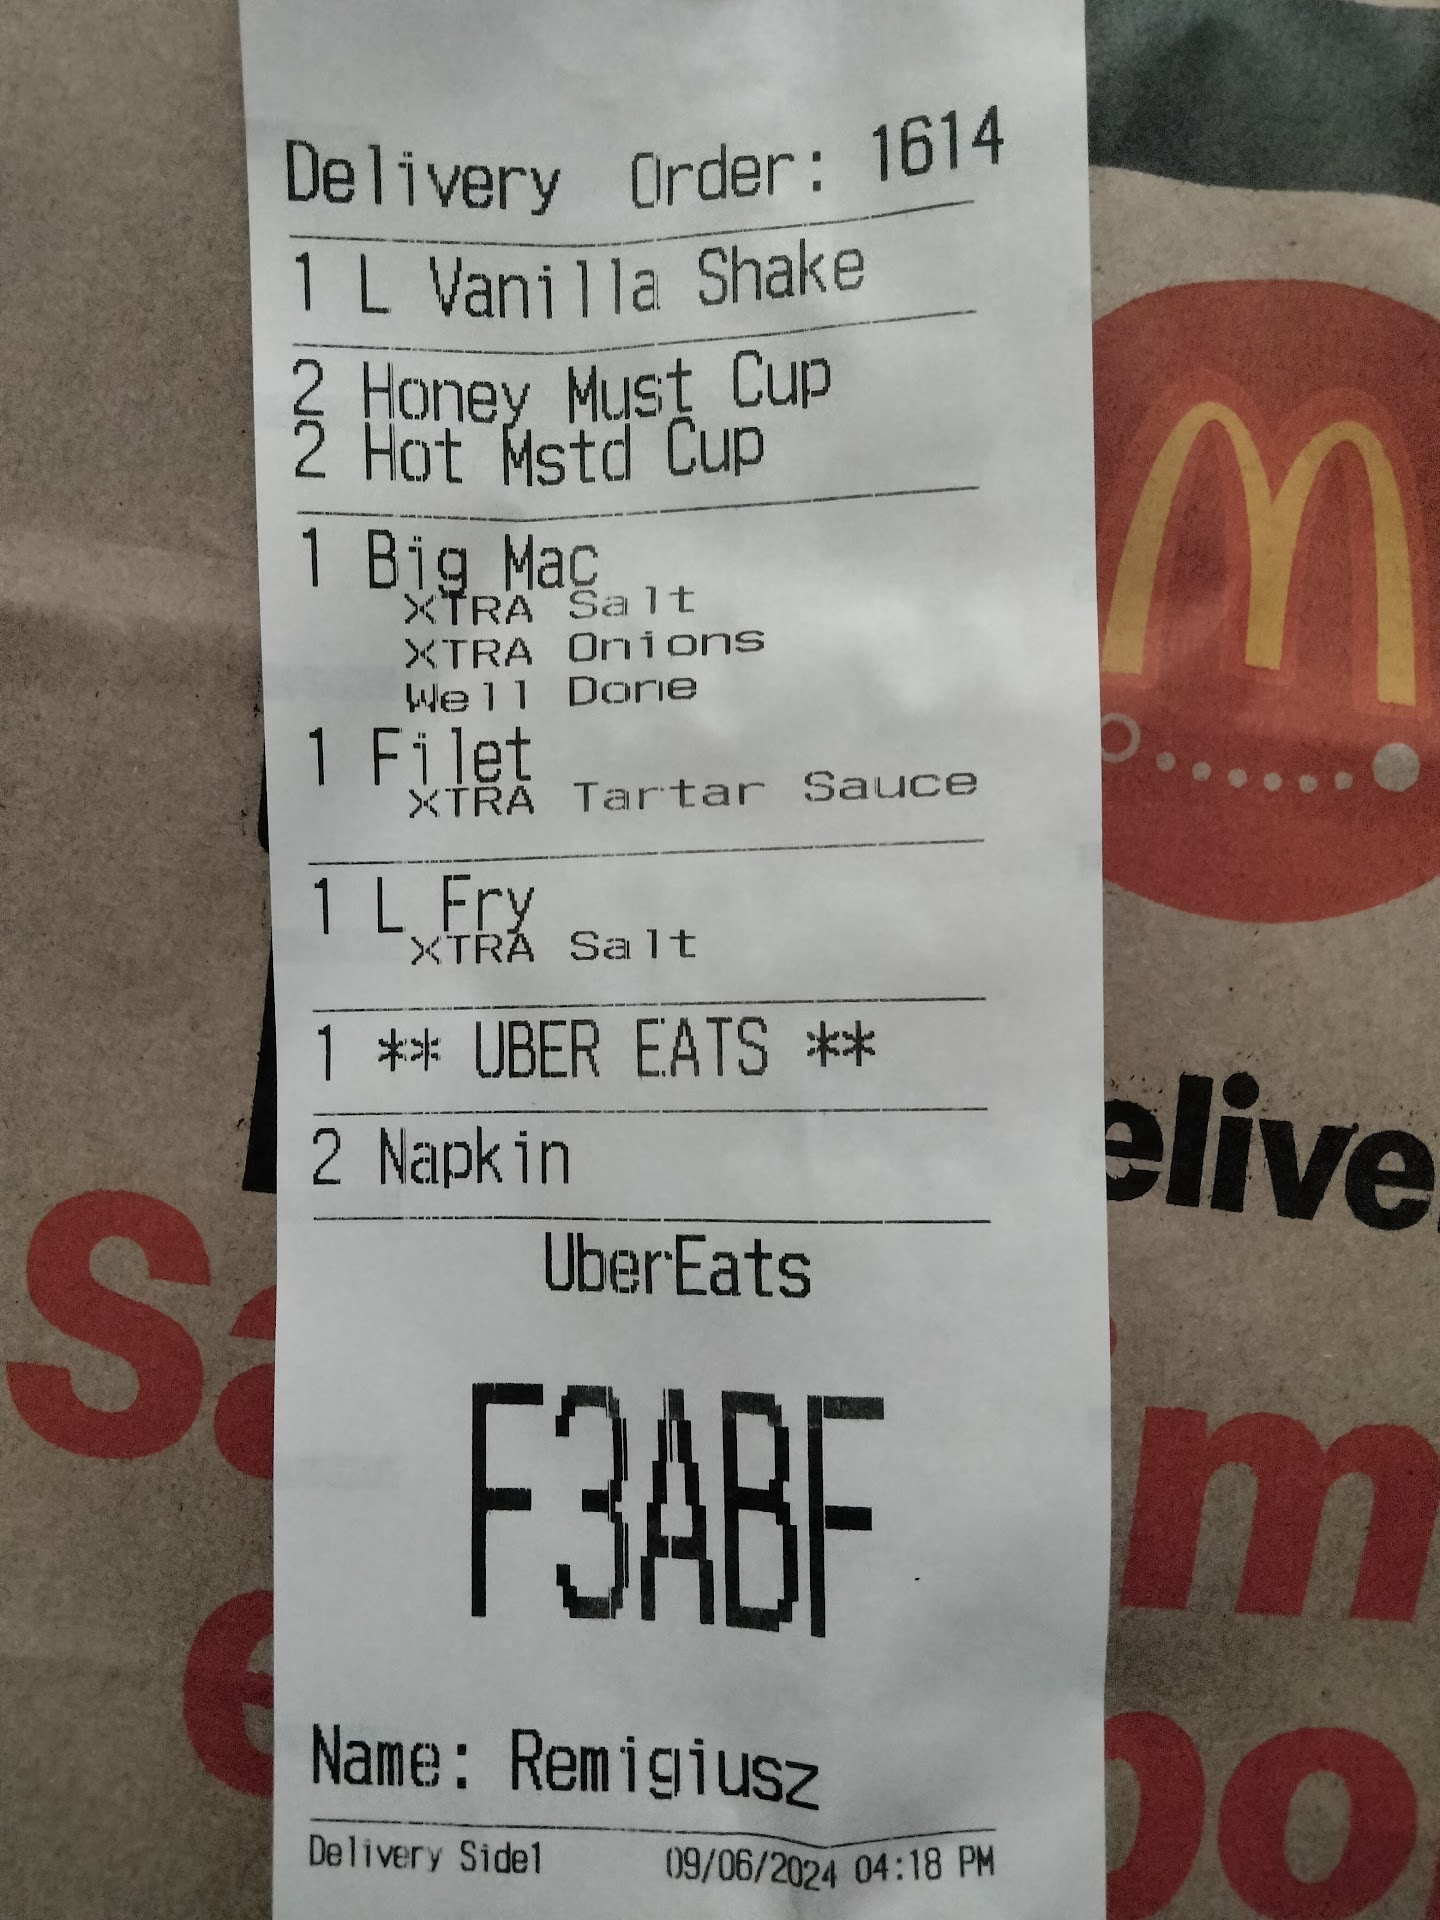 Delivery Order: 1614
1 L Vanilla Shake
2 Honey Must Cup
2 Hot Mstd Cup
1 Big Mac
XTRA Salt
XTRA Onions
Well Done
1 Filet
XTRA Tartar Sauce
1 L Fry
XTRA Salt
1 ** UBER EATS **
2 Napkin
UberEats
F3ABF
Name: Remigiusz
Delivery Side1 09/06/2024 04:18 PM
elive